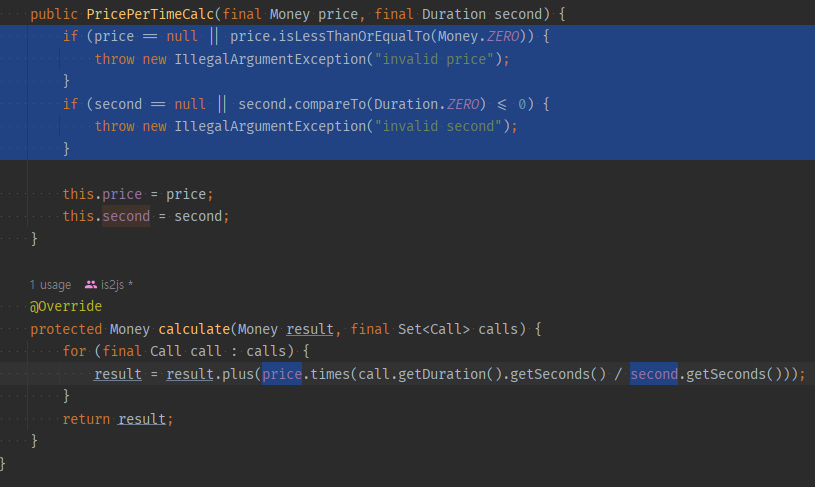 public PricePerTimeCalc(final Money price, final Duration second) {
if (price == null || price.isLessThanOrEqualTo(Money.ZERO)) {
throw new IllegalArgumentException("invalid price");
}
if (second == null || second.compareTo(Duration.ZERO) <= 0) {
throw new IllegalArgumentException("invalid second");
}
this.price = price;
this.second = second;
}
1 usage is2js *
@Override
protected Money calculate(Money result, final Set<Call> calls) {
for (final Call call : calls) {
result = result.plus(price.times(call.getDuration().getSeconds() / second.getSeconds()));
}
return result;
}
}